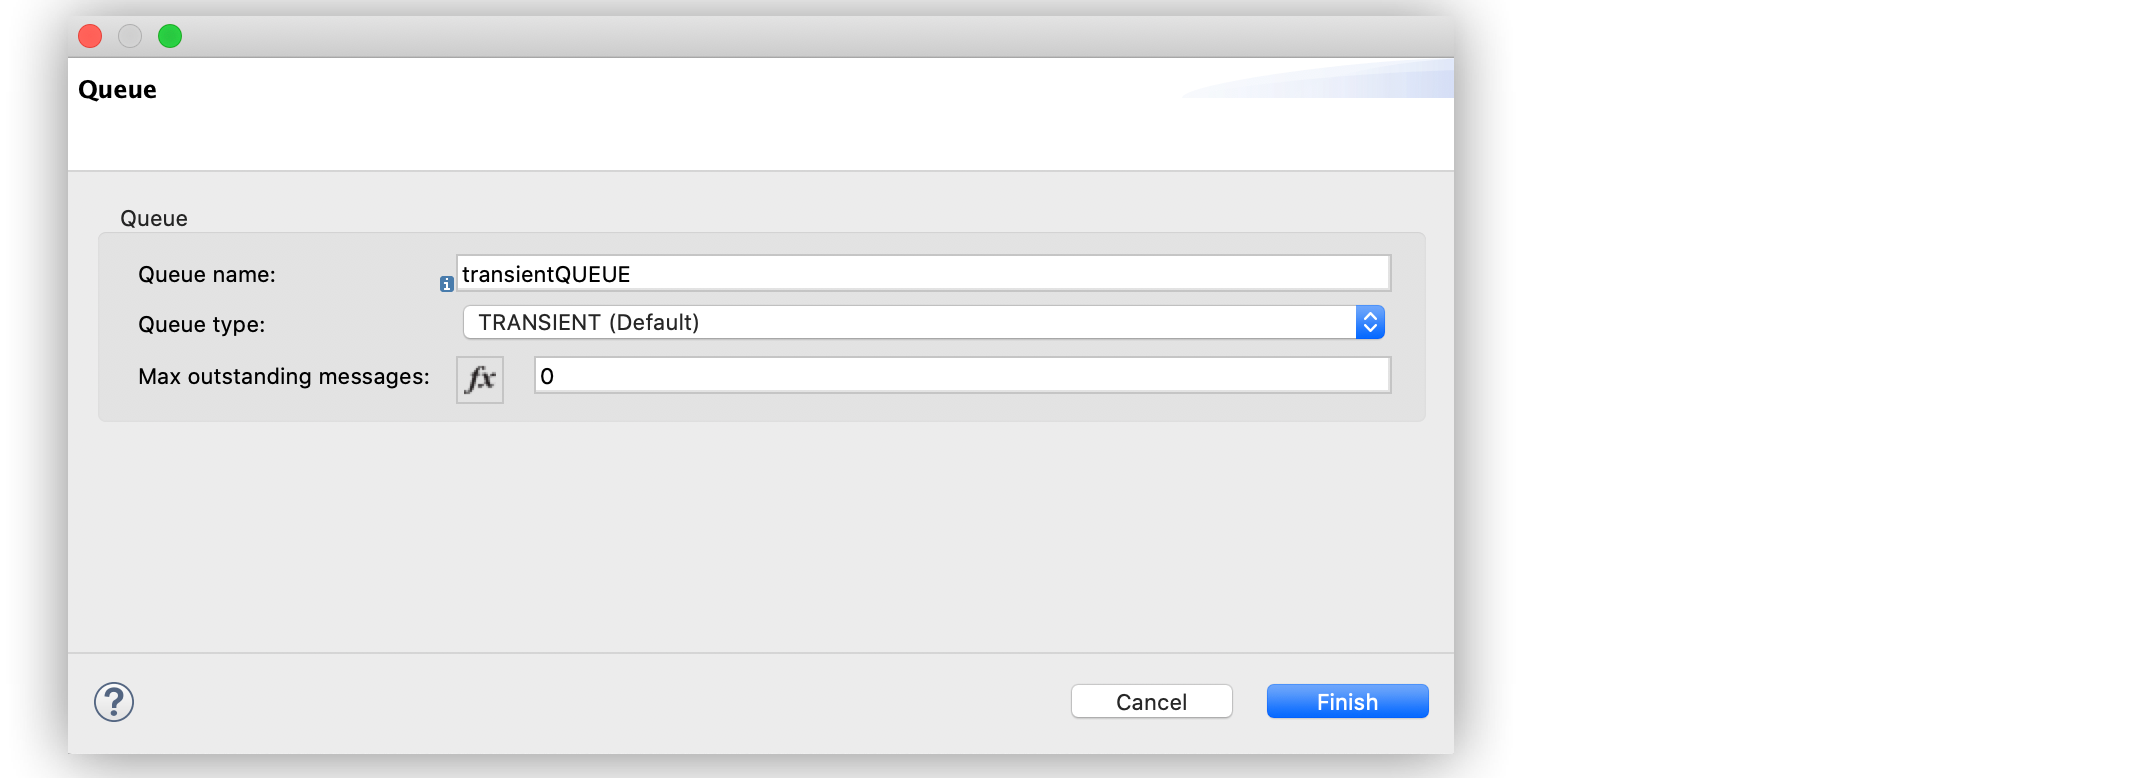 Queue
Queue
Queue name:
i transientQUEUE
Queue type:
TRANSIENT (Default)
Max outstanding messages:
fx 0
? Cancel Finish